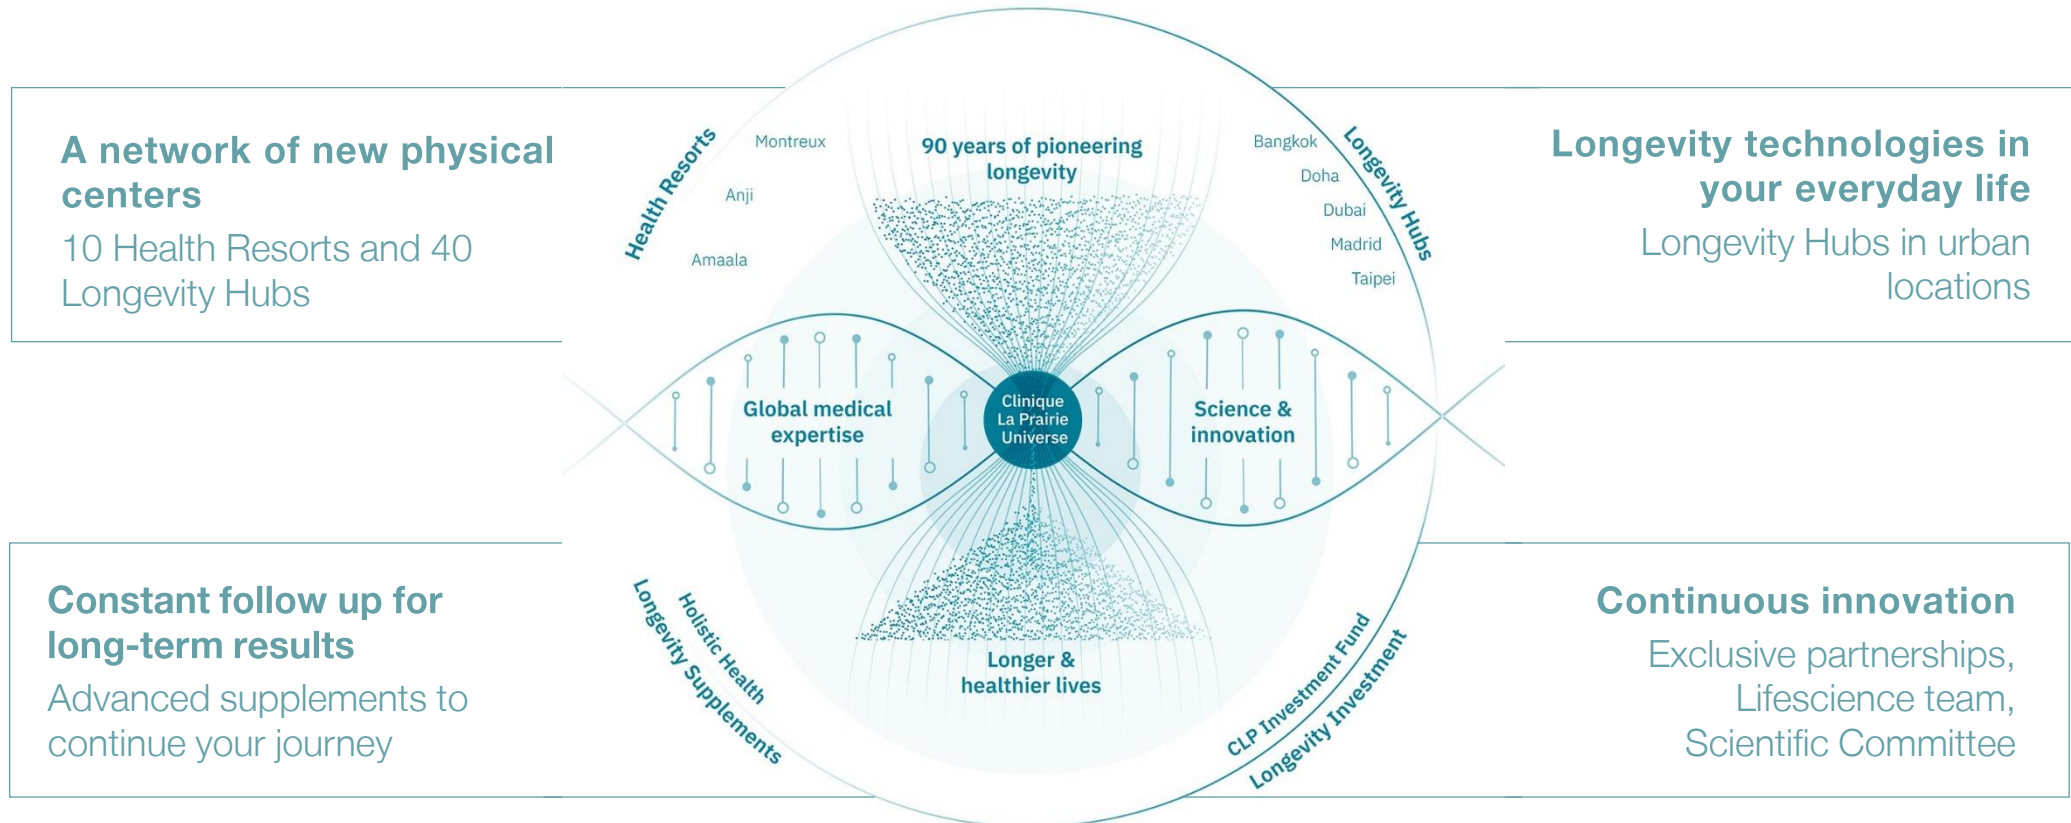 A network of new physical
centers
10 Health Resorts and 40
Longevity Hubs
Health Resorts
Montreux
Anji
Amaala
90 years of pioneering
longevity
Bangkok
Doha
Dubai
Madrid
Taipei
Longevity Hubs
Longevity technologies in
your everyday life
Longevity Hubs in urban
locations
Global medical
expertise
Clinique
La Prairie
Universe
Science &
innovation
Constant follow up for
long-term results
Advanced supplements to
continue your journey
Holistic Health
Longevity Supplements
Longer &
healthier lives
CLP Investment Fund
Longevity Investment
Continuous innovation
Exclusive partnerships,
Lifescience team,
Scientific Committee